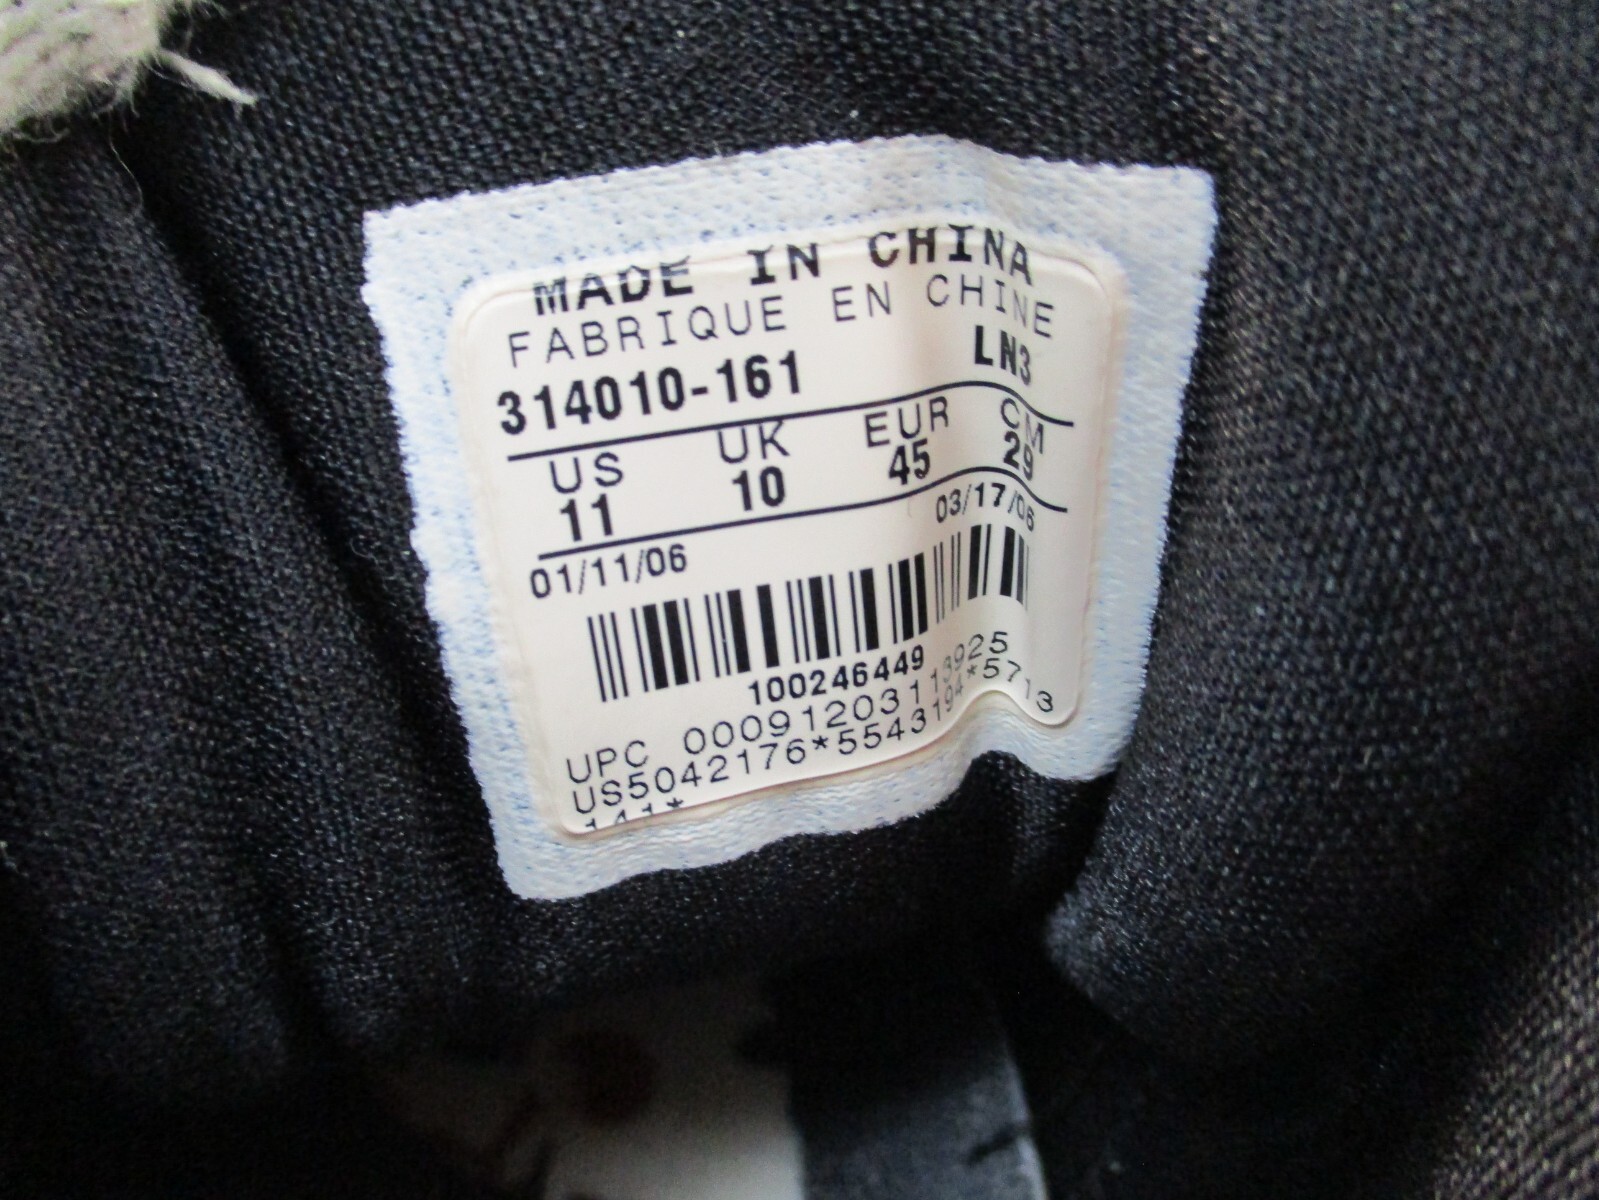 MADE IN CHINA
FABRIQUE EN CHINE
314010-161 LN3
US UK EUR CM
11 10 45 29
01/11/06 03/17/06
100246449
UPC 00091203113925
US5042176*5543194*5713
141*